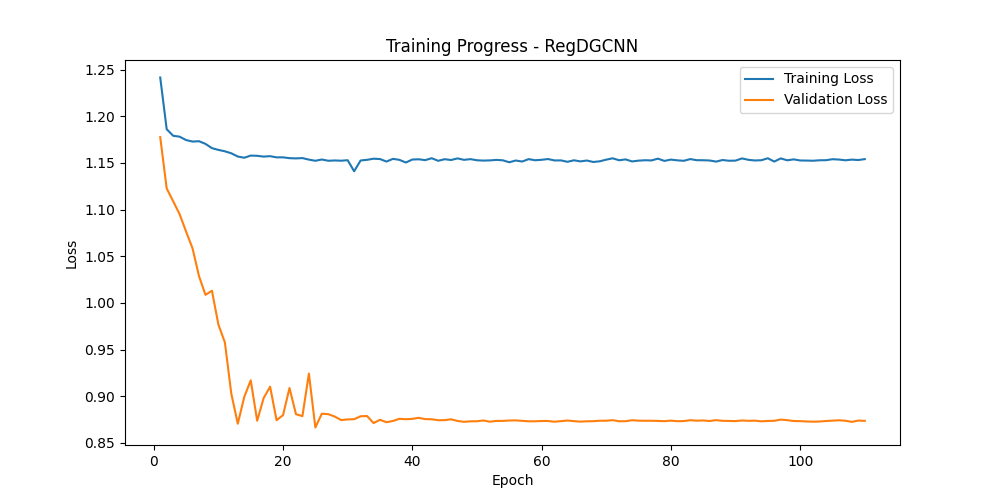 Training Progress - RegDGCNN
Training Loss
Validation Loss
Loss
1.25
1.20
1.15
1.10
1.05
1.00
0.95
0.90
0.85
0 20 40 60 80 100
Epoch